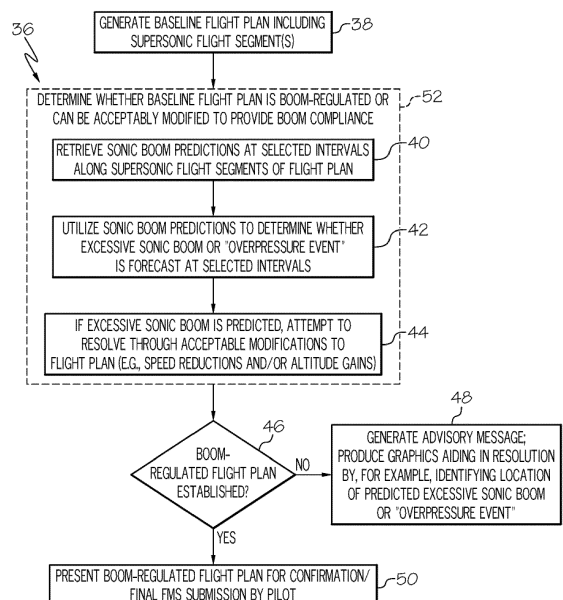 GENERATE BASELINE FLIGHT PLAN INCLUDING
SUPERSONIC FLIGHT SEGMENT(S)
38
36
DETERMINE WHETHER BASELINE FLIGHT PLAN IS BOOM-REGULATED OR
CAN BE ACCEPTABLY MODIFIED TO PROVIDE BOOM COMPLIANCE
52
RETRIEVE SONIC BOOM PREDICTIONS AT SELECTED INTERVALS
ALONG SUPERSONIC FLIGHT SEGMENTS OF FLIGHT PLAN
40
UTILIZE SONIC BOOM PREDICTIONS TO DETERMINE WHETHER
EXCESSIVE SONIC BOOM OR "OVERPRESSURE EVENT"
IS FORECAST AT SELECTED INTERVALS
42
IF EXCESSIVE SONIC BOOM IS PREDICTED, ATTEMPT TO
RESOLVE THROUGH ACCEPTABLE MODIFICATIONS TO
FLIGHT PLAN (E.G., SPEED REDUCTIONS AND/OR ALTITUDE GAINS)
44
46
BOOM-
REGULATED FLIGHT PLAN
ESTABLISHED?
NO
48
GENERATE ADVISORY MESSAGE;
PRODUCE GRAPHICS AIDING IN RESOLUTION
BY, FOR EXAMPLE, IDENTIFYING LOCATION
OF PREDICTED EXCESSIVE SONIC BOOM
OR "OVERPRESSURE EVENT"
YES
PRESENT BOOM-REGULATED FLIGHT PLAN FOR CONFIRMATION/
FINAL FMS SUBMISSION BY PILOT
50